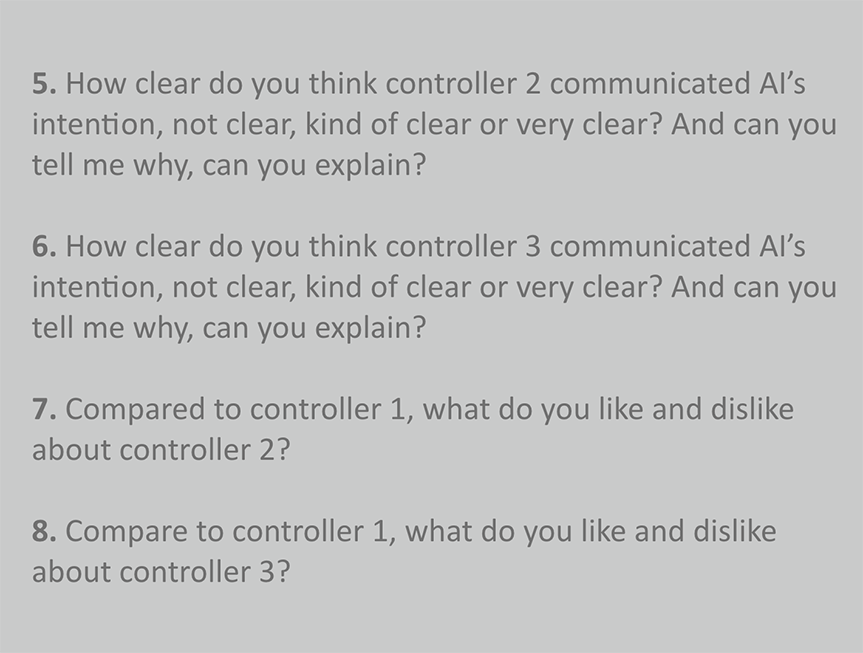 5. How clear do you think controller 2 communicated AI’s
intention, not clear, kind of clear or very clear? And can you
tell me why, can you explain?
6. How clear do you think controller 3 communicated AI’s
intention, not clear, kind of clear or very clear? And can you
tell me why, can you explain?
7. Compared to controller 1, what do you like and dislike
about controller 2?
8. Compare to controller 1, what do you like and dislike
about controller 3?